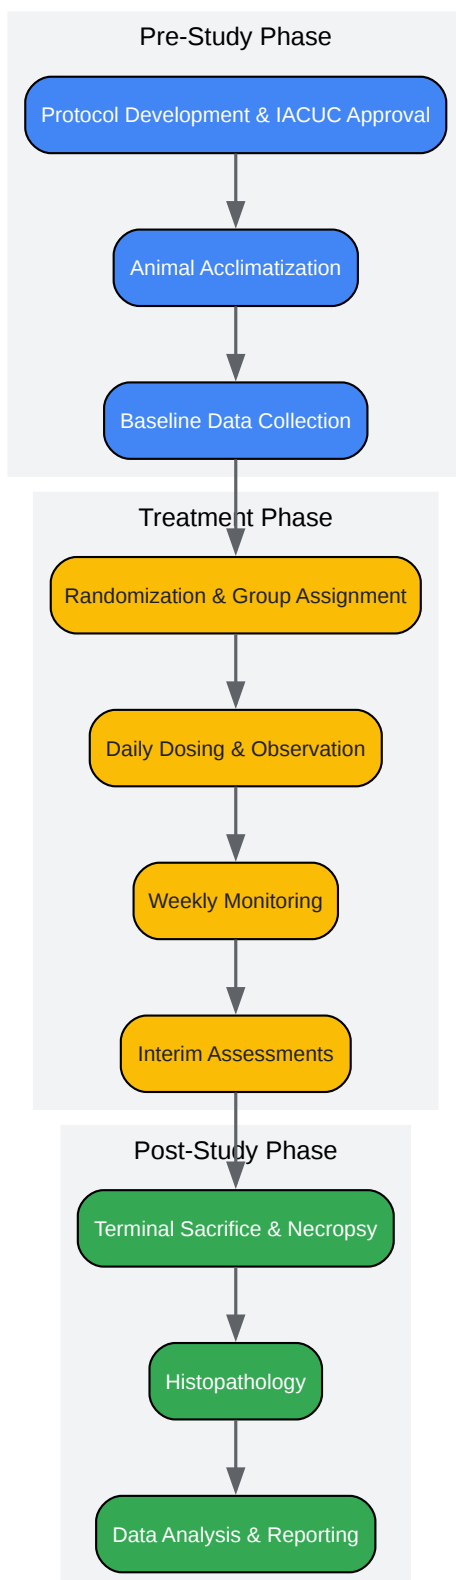 Pre-Study Phase
Protocol Development & IACUC Approval
Animal Acclimatization
Baseline Data Collection
Treatment Phase
Randomization & Group Assignment
Daily Dosing & Observation
Weekly Monitoring
Interim Assessments
Post-Study Phase
Terminal Sacrifice & Necropsy
Histopathology
Data Analysis & Reporting